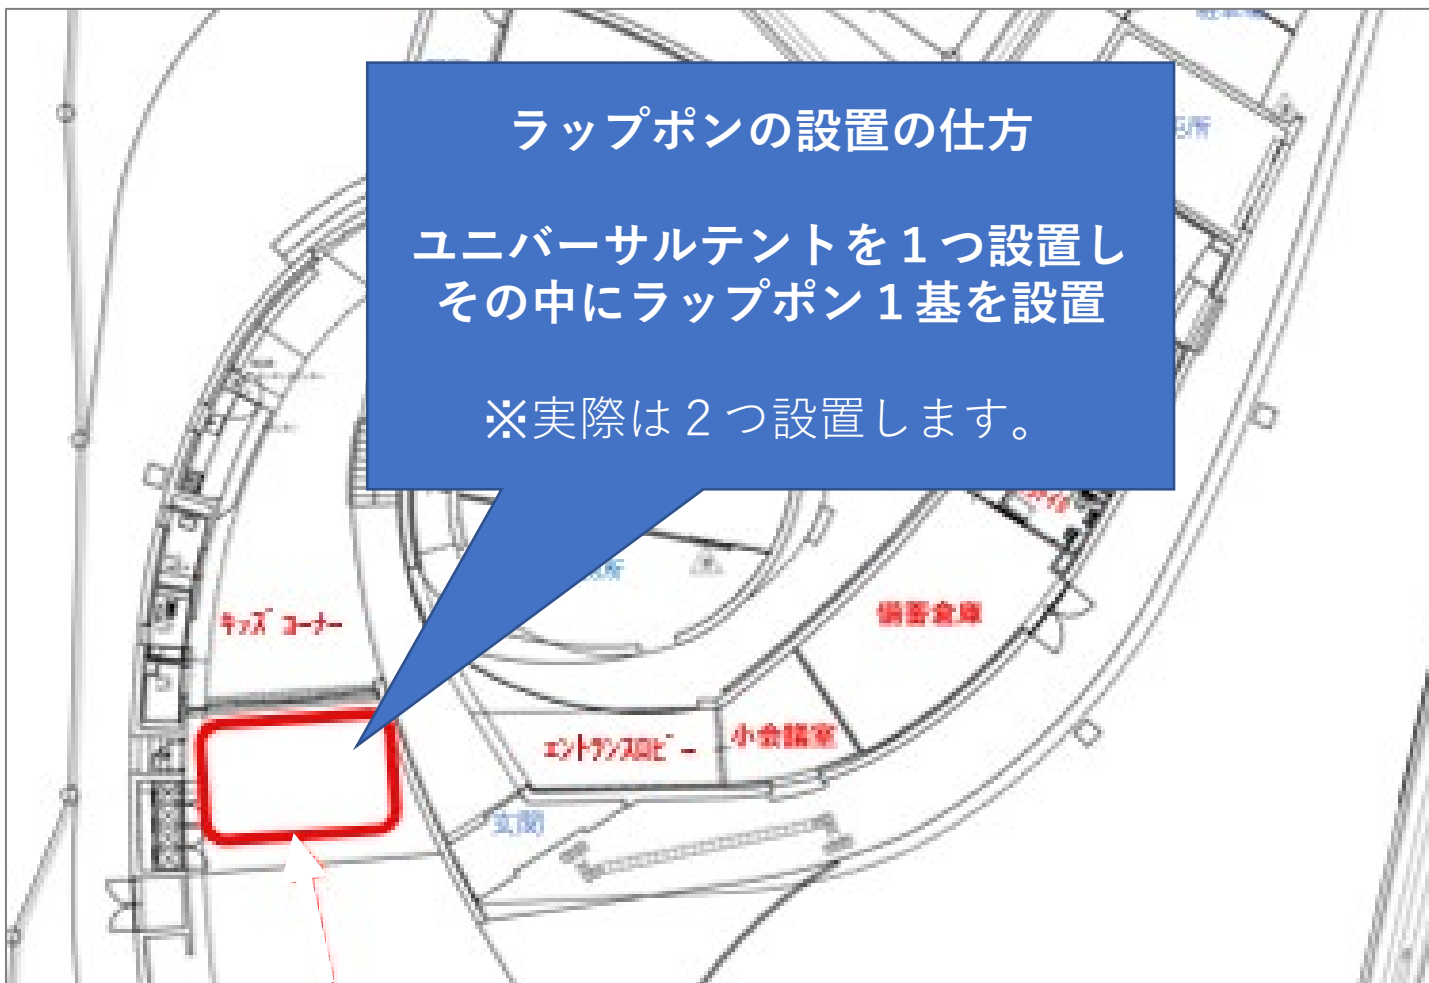 ラップポンの設置の仕方
ユニバーサルテントを１つ設置し
その中にラップポン１基を設置
※実際は２つ設置します。
キッズコーナー
備蓄倉庫
エントランスロビー
小会議室
玄関